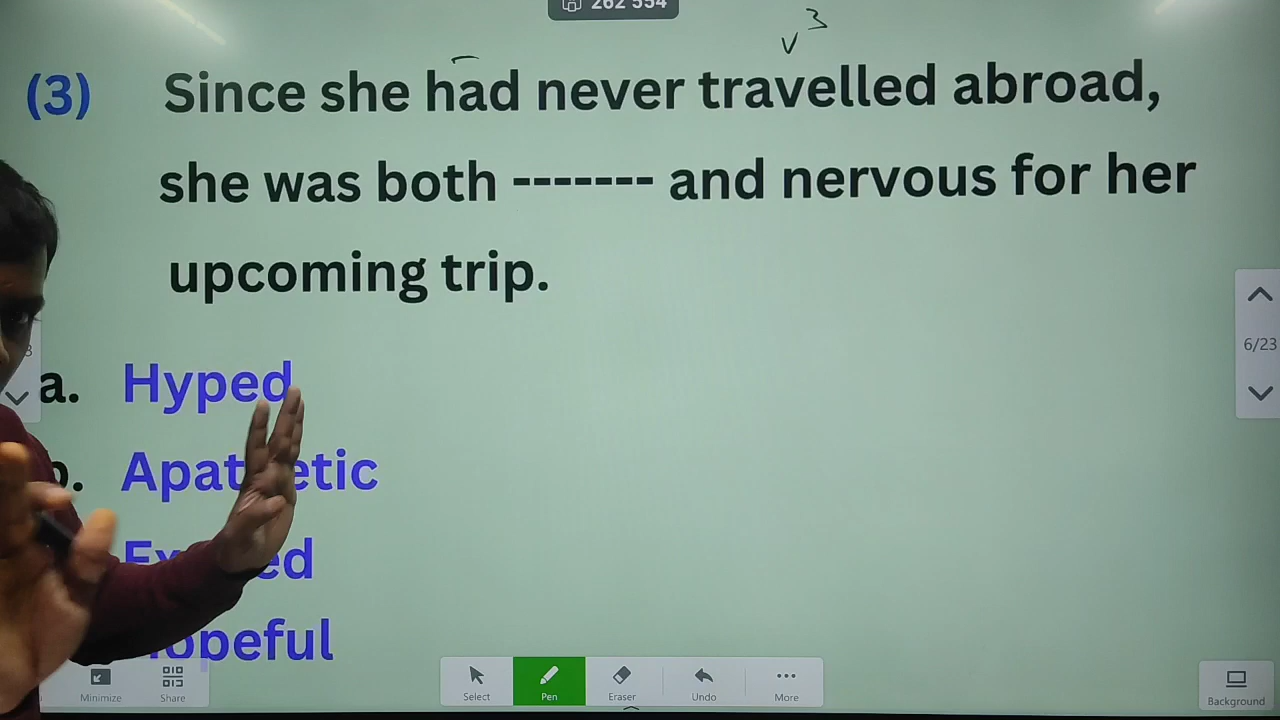 262 554
v 3
(3) Since she had never travelled abroad,
she was both ------- and nervous for her
upcoming trip.
a. Hyped
6/23
Minimize
Share
Select
Pen
Eraser
Undo
More
Background